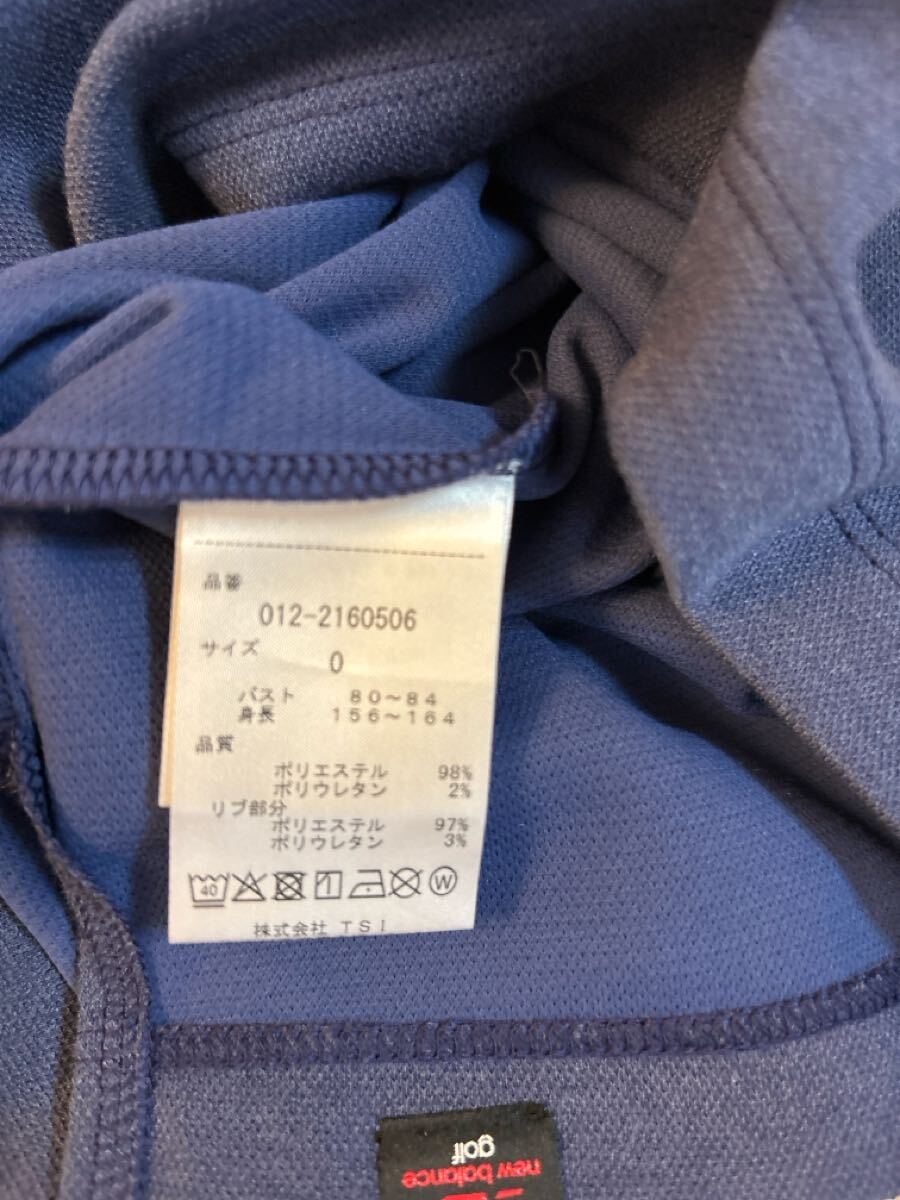 品番
012-2160506
サイズ
0
バスト 80～84
身長 156～164
品質
ポリエステル 98%
ポリウレタン 2%
リブ部分
ポリエステル 97%
ポリウレタン 3%
40
W
株式会社 TSI
new balance
golf